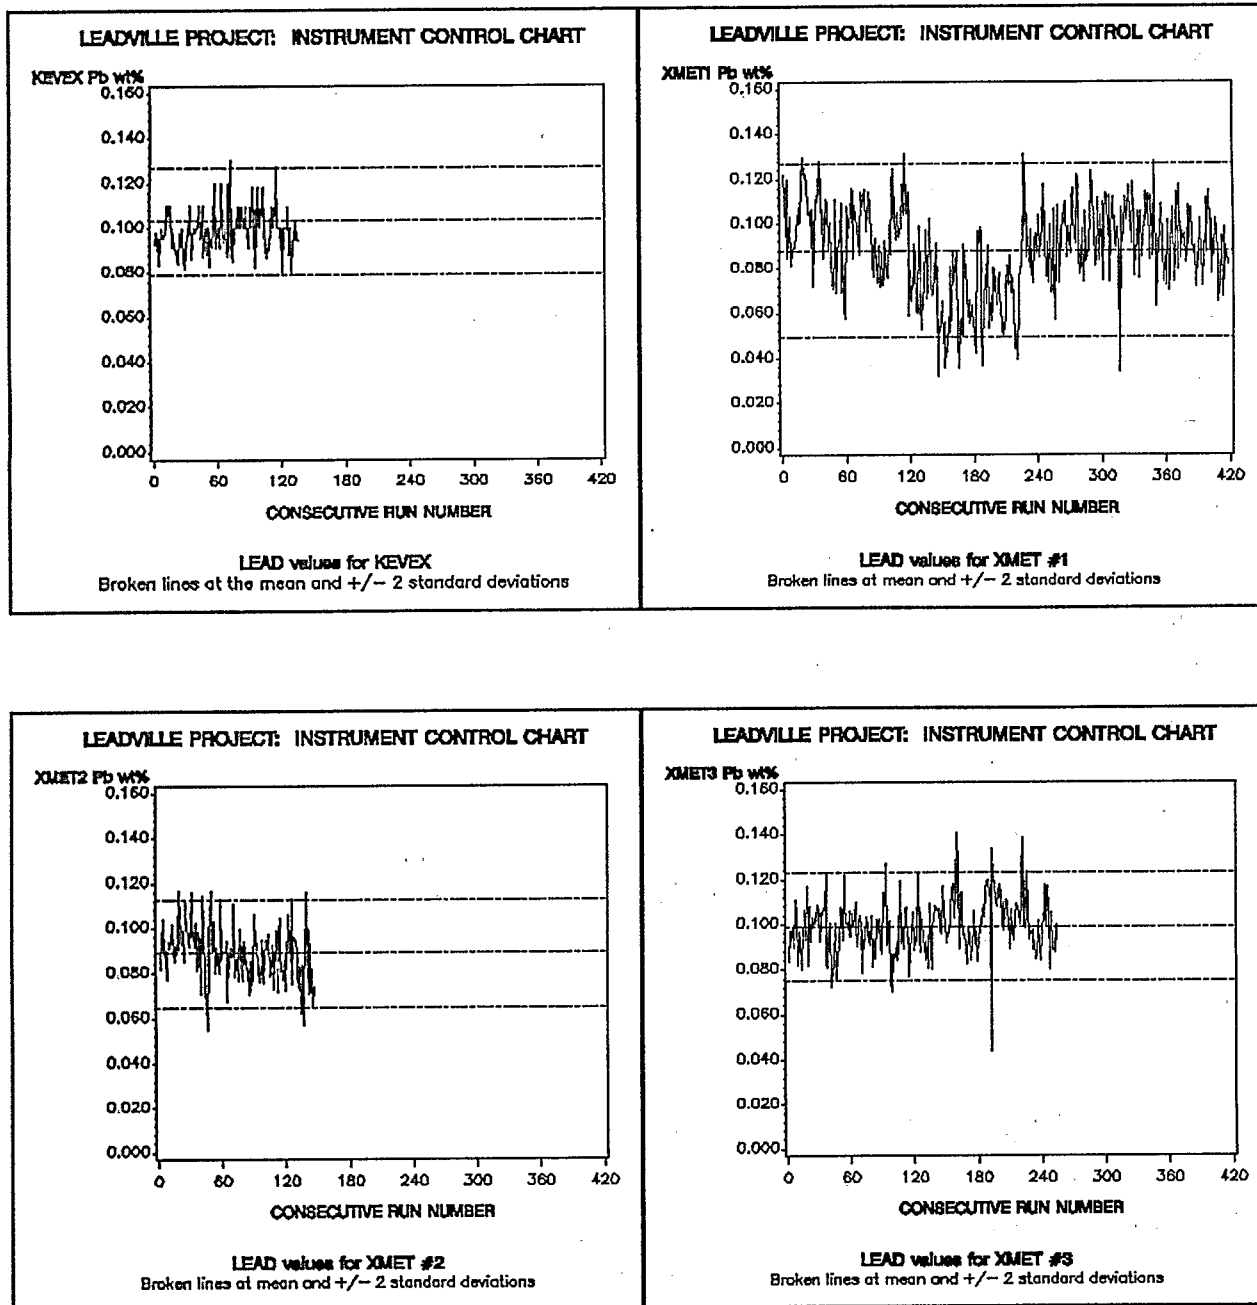 LEADVILLE PROJECT: INSTRUMENT CONTROL CHART
KEVEX Pb wt%
0.160
0.140
0.120
0.100
0.080
0.060
0.040
0.020
0.000
0 60 120 180 240 300 360 420
CONSECUTIVE RUN NUMBER
LEAD values for KEVEX
Broken lines at the mean and +/- 2 standard deviations
LEADVILLE PROJECT: INSTRUMENT CONTROL CHART
XMET1 Pb wt%
0.160
0.140
0.120
0.100
0.080
0.060
0.040
0.020
0.000
0 60 120 180 240 300 360 420
CONSECUTIVE RUN NUMBER
LEAD values for XMET #1
Broken lines at mean and +/- 2 standard deviations
LEADVILLE PROJECT: INSTRUMENT CONTROL CHART
XMET2 Pb wt%
0.160
0.140
0.120
0.100
0.080
0.060
0.040
0.020
0.000
0 60 120 180 240 300 360 420
CONSECUTIVE RUN NUMBER
LEAD values for XMET #2
Broken lines at mean and +/- 2 standard deviations
LEADVILLE PROJECT: INSTRUMENT CONTROL CHART
XMET3 Pb wt%
0.160
0.140
0.120
0.100
0.080
0.060
0.040
0.020
0.000
0 60 120 180 240 300 360 420
CONSECUTIVE RUN NUMBER
LEAD values for XMET #3
Broken lines at mean and +/- 2 standard deviations